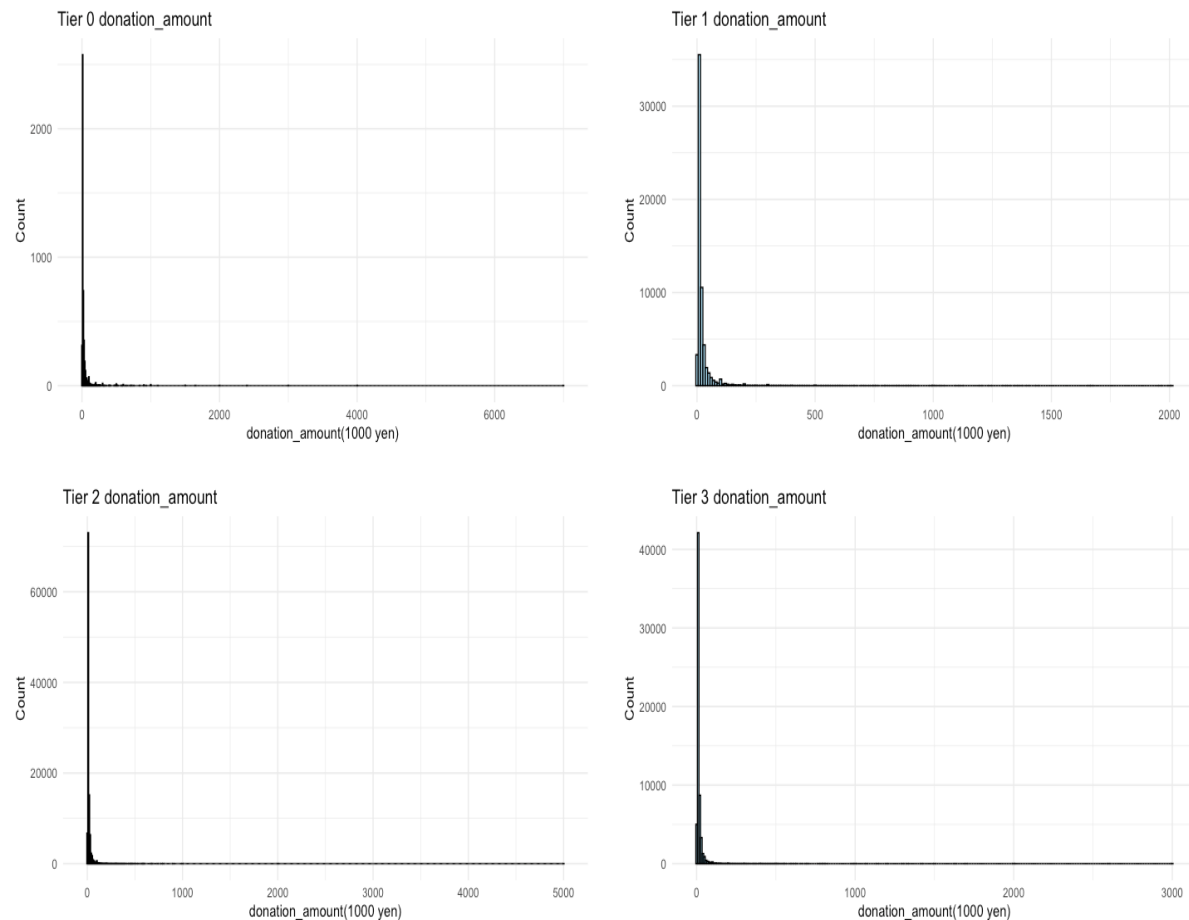 Tier 0 donation_amount
Count
2000
1000
0
0 2000 4000 6000
donation_amount(1000 yen)
Tier 1 donation_amount
Count
30000
20000
10000
0
0 500 1000 1500 2000
donation_amount(1000 yen)
Tier 2 donation_amount
Count
60000
40000
20000
0
0 1000 2000 3000 4000 5000
donation_amount(1000 yen)
Tier 3 donation_amount
Count
40000
30000
20000
10000
0
0 1000 2000 3000
donation_amount(1000 yen)